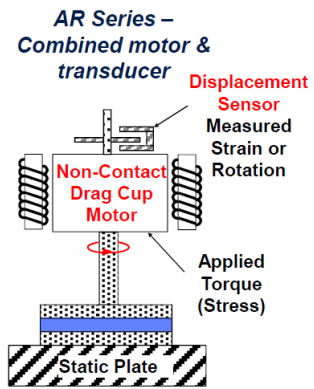 AR Series –
Combined motor &
transducer
Displacement
Sensor
Measured
Strain or
Rotation
Non-Contact
Drag Cup
Motor
Applied
Torque
(Stress)
Static Plate